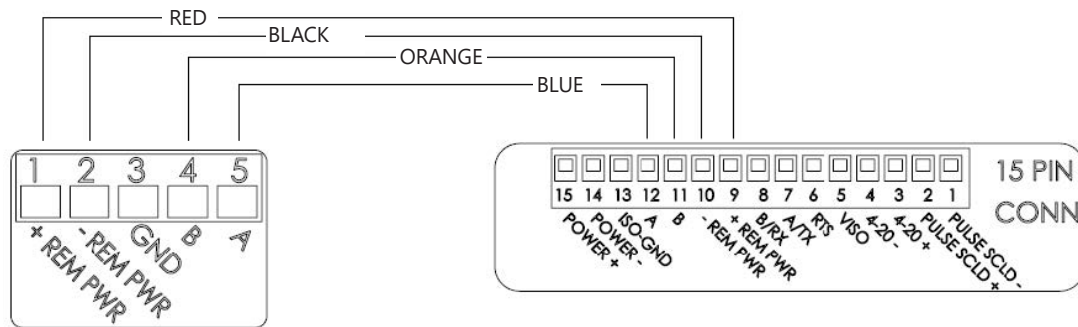 RED
BLACK
ORANGE
BLUE
1 2 3 4 5
+ REM PWR
- REM PWR
GND
B
A
15 14 13 12 11 10 9 8 7 6 5 4 3 2 1
POWER +
POWER -
ISO-GND
A
B
- REM PWR
+ REM PWR
B/RX
A/TX
RTS
VISO
4-20 -
4-20 +
PULSE SCLD +
PULSE SCLD -
15 PIN
CONN